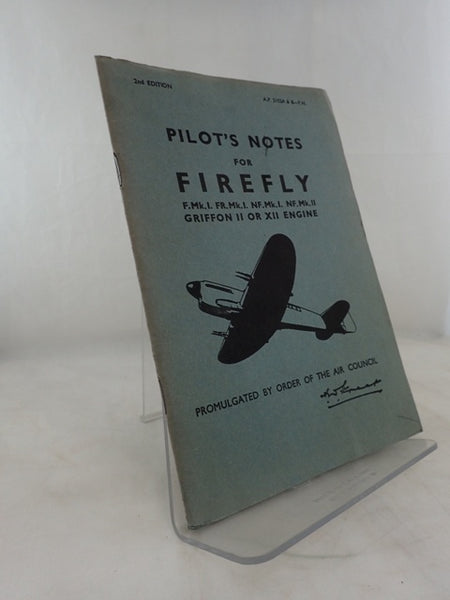 2nd EDITION
A.P. 2152A & B—P.N.
PILOT'S NOTES
FOR
FIREFLY
F.Mk.I. FR.Mk.I. NF.Mk.I. NF.Mk.II
GRIFFON II OR XII ENGINE
PROMULGATED BY ORDER OF THE AIR COUNCIL